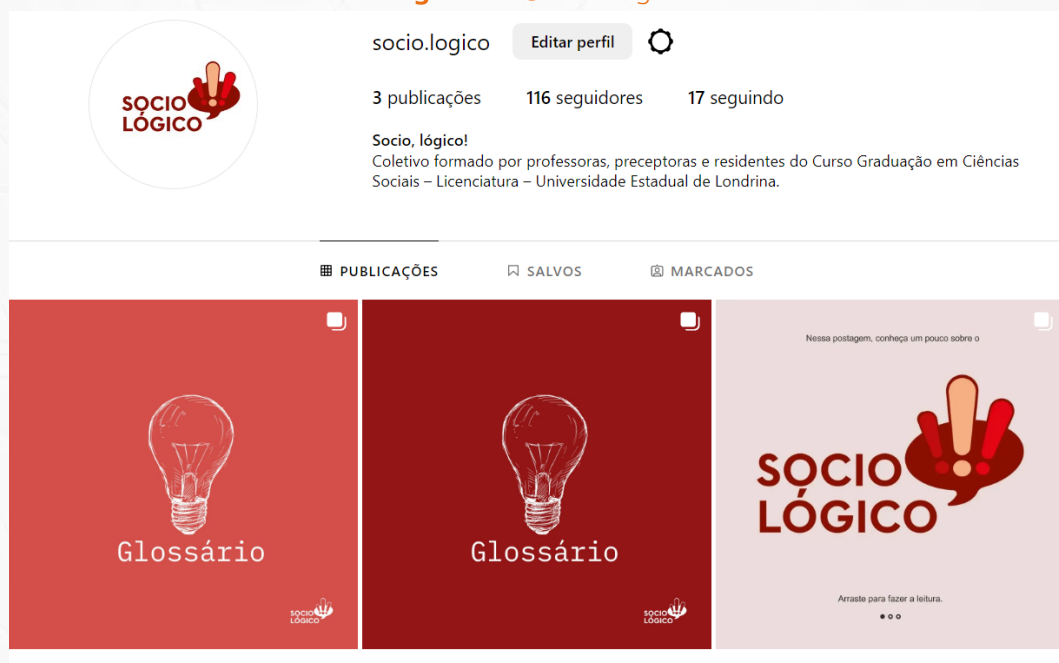 socio.logico Editar perfil
3 publicações 116 seguidores 17 seguindo
SOCIO
LÓGICO
Socio, lógico!
Coletivo formado por professoras, preceptoras e residentes do Curso Graduação em Ciências
Sociais – Licenciatura – Universidade Estadual de Londrina.
PUBLICAÇÕES SALVOS MARCADOS
Glossário
SOCIO
LÓGICO
Glossário
SOCIO
LÓGICO
Nessa postagem, conheça um pouco sobre o
SOCIO
LÓGICO
Arraste para fazer a leitura.